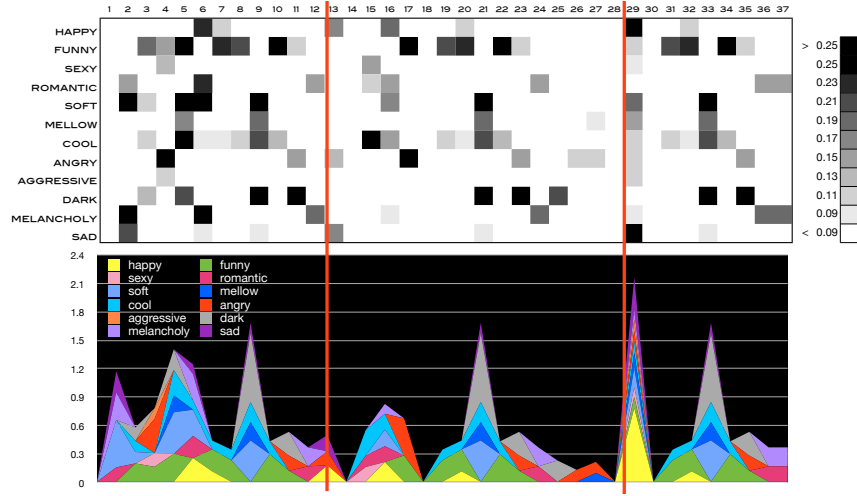 1 2 3 4 5 6 7 8 9 10 11 12 13 14 15 16 17 18 19 20 21 22 23 24 25 26 27 28 29 30 31 32 33 34 35 36 37
HAPPY
FUNNY
SEXY
ROMANTIC
SOFT
MELLOW
COOL
ANGRY
AGGRESSIVE
DARK
MELANCHOLY
SAD
> 0.25
0.25
0.23
0.21
0.19
0.17
0.15
0.13
0.11
0.09
< 0.09
2.4
2.1
1.8
1.5
1.2
0.9
0.6
0.3
0
happy funny
sexy romantic
soft mellow
cool angry
aggressive dark
melancholy sad